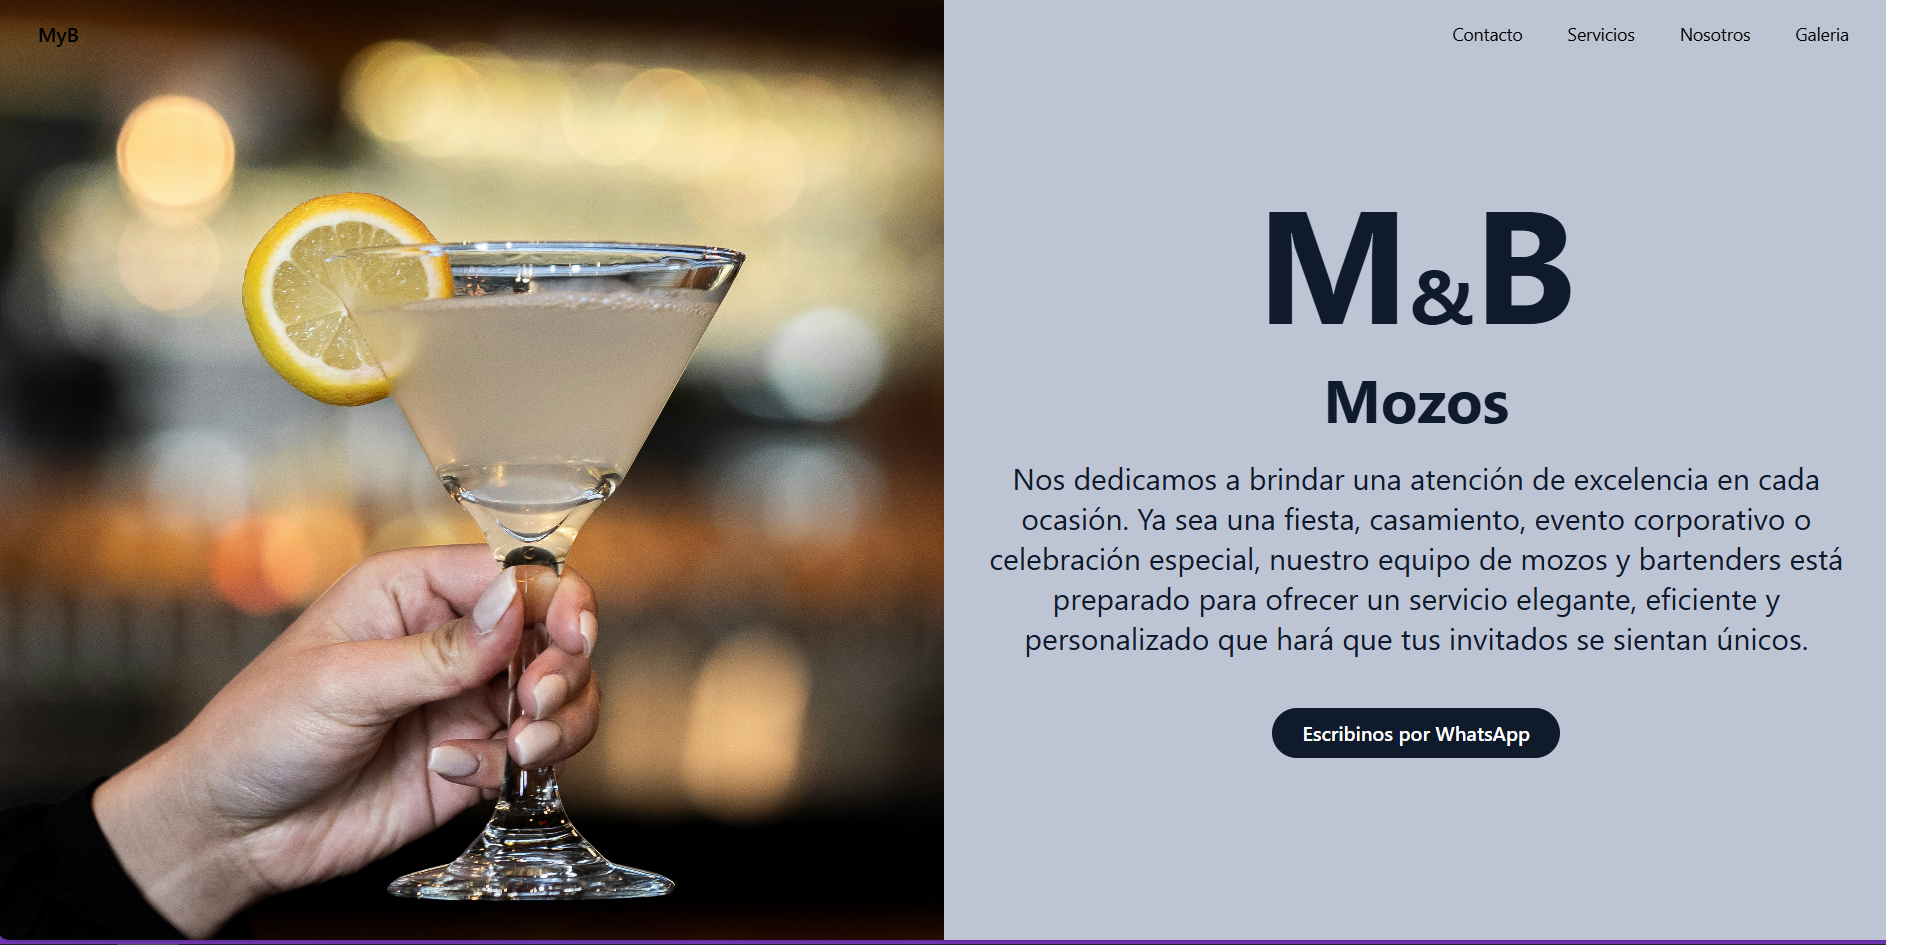 MyB
Contacto Servicios Nosotros Galeria
M&B
Mozos
Nos dedicamos a brindar una atención de excelencia en cada
ocasión. Ya sea una fiesta, casamiento, evento corporativo o
celebración especial, nuestro equipo de mozos y bartenders está
preparado para ofrecer un servicio elegante, eficiente y
personalizado que hará que tus invitados se sientan únicos.
Escribinos por WhatsApp